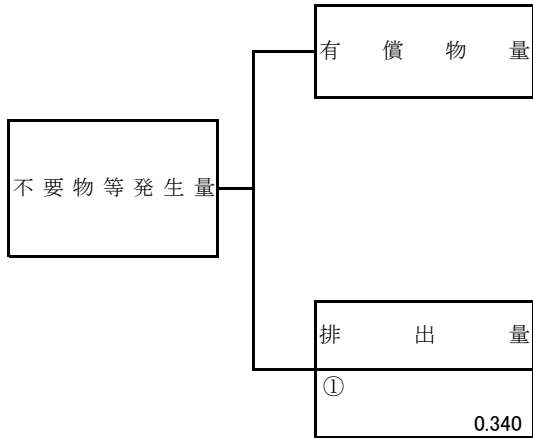 有償物量
不要物等発生量
排出量
①
0.340